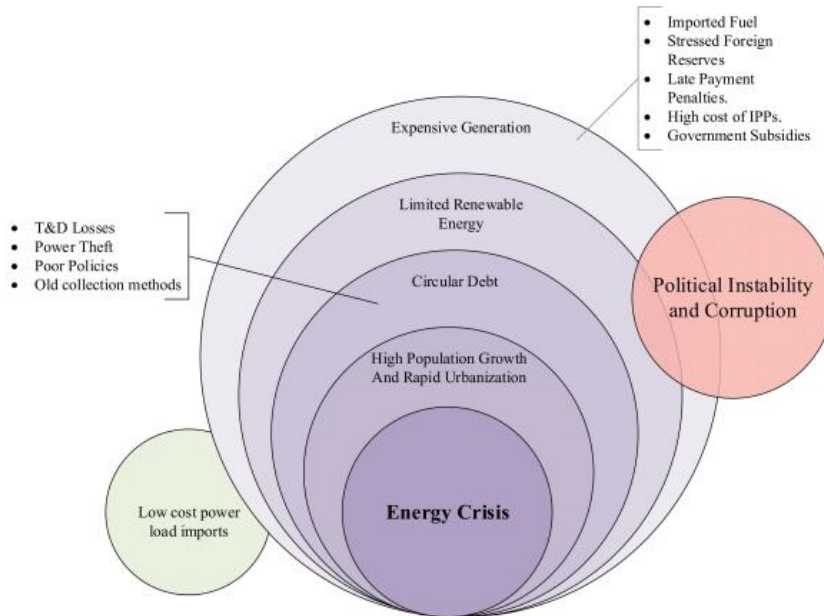 • Imported Fuel
• Stressed Foreign
Reserves
• Late Payment
Penalties.
• High cost of IPPs.
• Government Subsidies
Expensive Generation
Limited Renewable
Energy
• T&D Losses
• Power Theft
• Poor Policies
• Old collection methods
Circular Debt
Political Instability
and Corruption
High Population Growth
And Rapid Urbanization
Energy Crisis
Low cost power
load imports